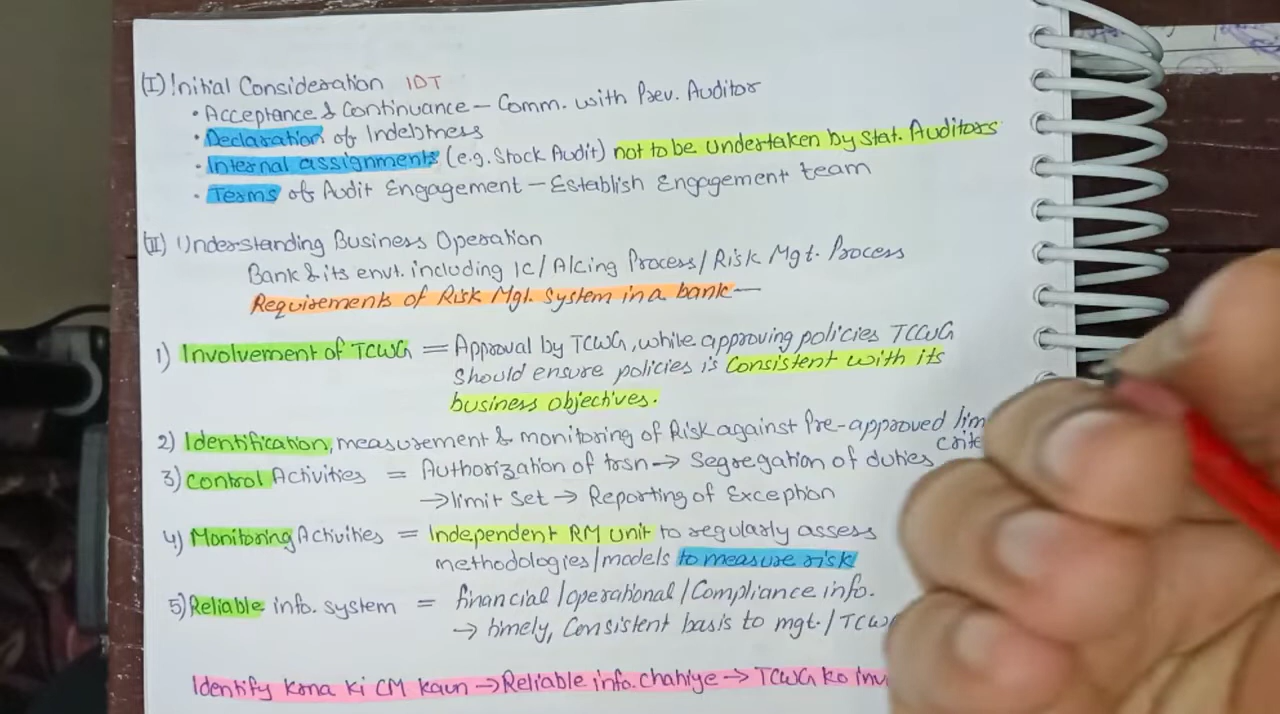 (I) Initial Consideration IDT
• Acceptance & Continuance – Comm. with Prev. Auditor
• Declaration of Indebtness
• Internal assignments (e.g. Stock Audit) not to be undertaken by Stat. Auditors
• Terms of Audit Engagement – Establish Engagement team
(II) Understanding Business Operation
Bank & its envt. including IC/ A/cing Process/ Risk Mgt. Process
Requirements of Risk Mgt. System in a bank —
1) Involvement of TCWG = Approval by TCWG, while approving policies TCWG
Should ensure policies is Consistent with its
business objectives.
2) Identification, measurement & monitoring of Risk against Pre-approved
3) Control Activities = Authorization of trsn → Segregation of duties
→ limit set → Reporting of Exception
4) Monitoring Activities = Independent RM unit to regularly assess
methodologies/models to measure risk
5) Reliable info. system = financial/operational/Compliance info.
→ timely, Consistent basis to mgt./
Identify krna ki CM kaun → Reliable info. chahiye → TCWG ko